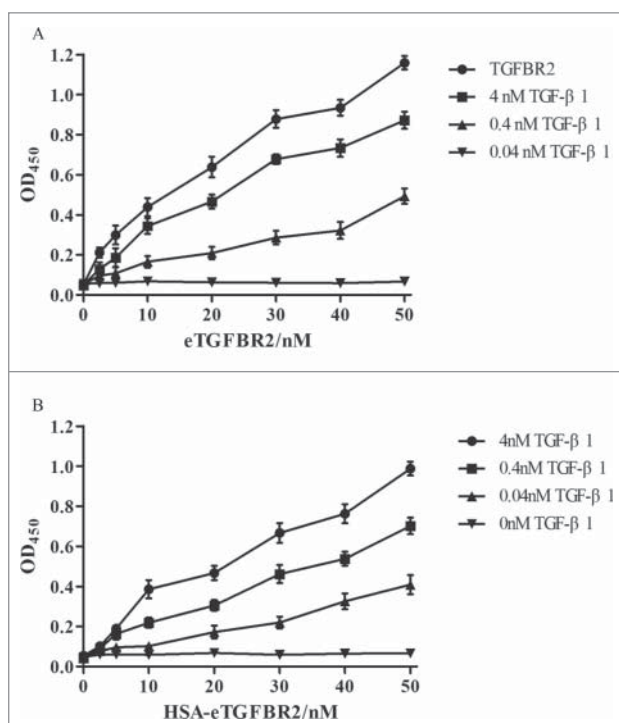 A
1.2
1.0
0.8
0.6
0.4
0.2
0.0
OD450
0 10 20 30 40 50
eTGFBR2/nM
TGFBR2
4 nM TGF-β 1
0.4 nM TGF-β 1
0.04 nM TGF-β 1
B
1.2
1.0
0.8
0.6
0.4
0.2
0.0
OD450
0 10 20 30 40 50
HSA-eTGFBR2/nM
4nM TGF-β 1
0.4nM TGF-β 1
0.04nM TGF-β 1
0nM TGF-β 1